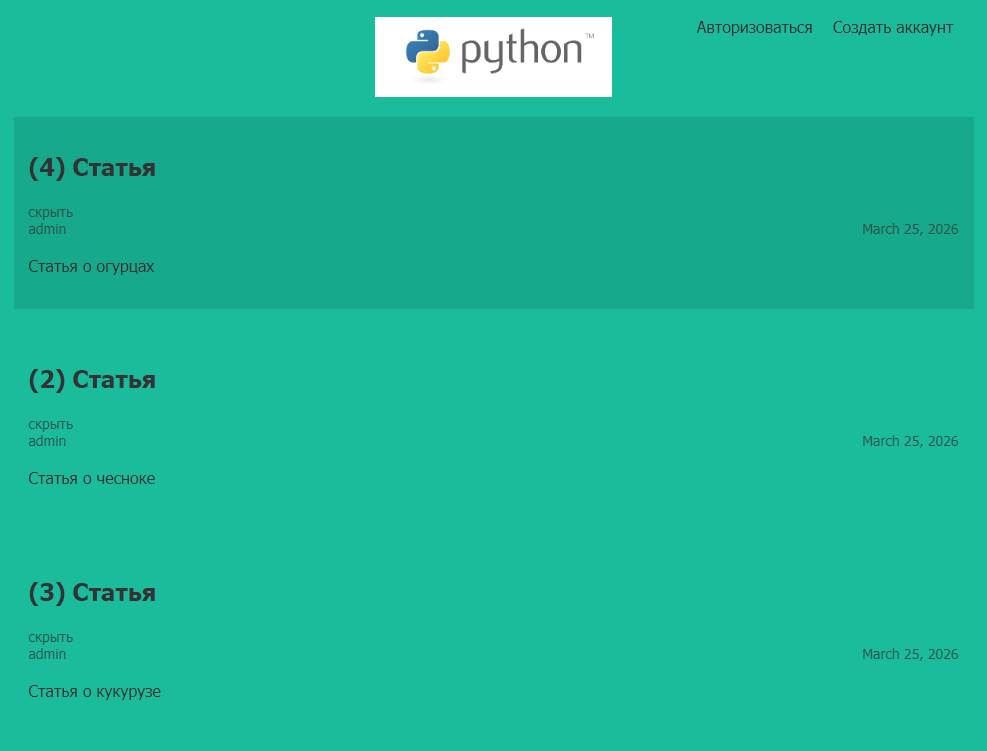 python™
Авторизоваться Создать аккаунт
(4) Статья
скрыть
admin March 25, 2026
Статья о огурцах
(2) Статья
скрыть
admin March 25, 2026
Статья о чесноке
(3) Статья
скрыть
admin March 25, 2026
Статья о кукурузе